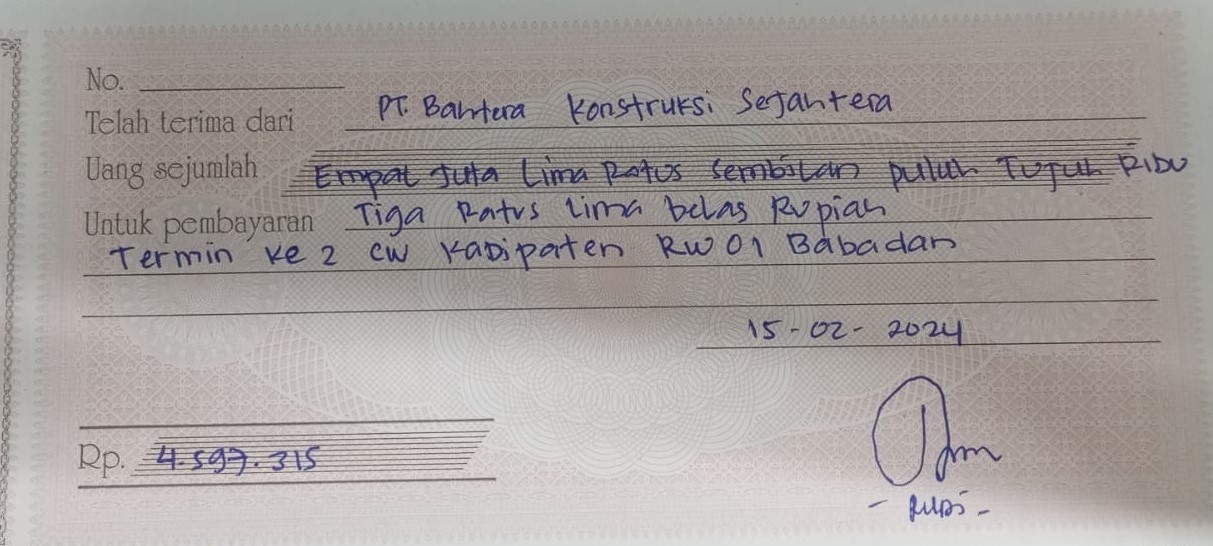 No.
Telah terima dari PT. Bahtera Konstruksi Sejahtera
Uang sejumlah Empat Juta Lima Ratus Sembilan puluh Tujuh Ribu
Untuk pembayaran Tiga Ratus Lima belas Rupiah
Termin ke 2 CW Kadipaten RW 01 Babadan
15-02-2024
Rp. 4.597.315